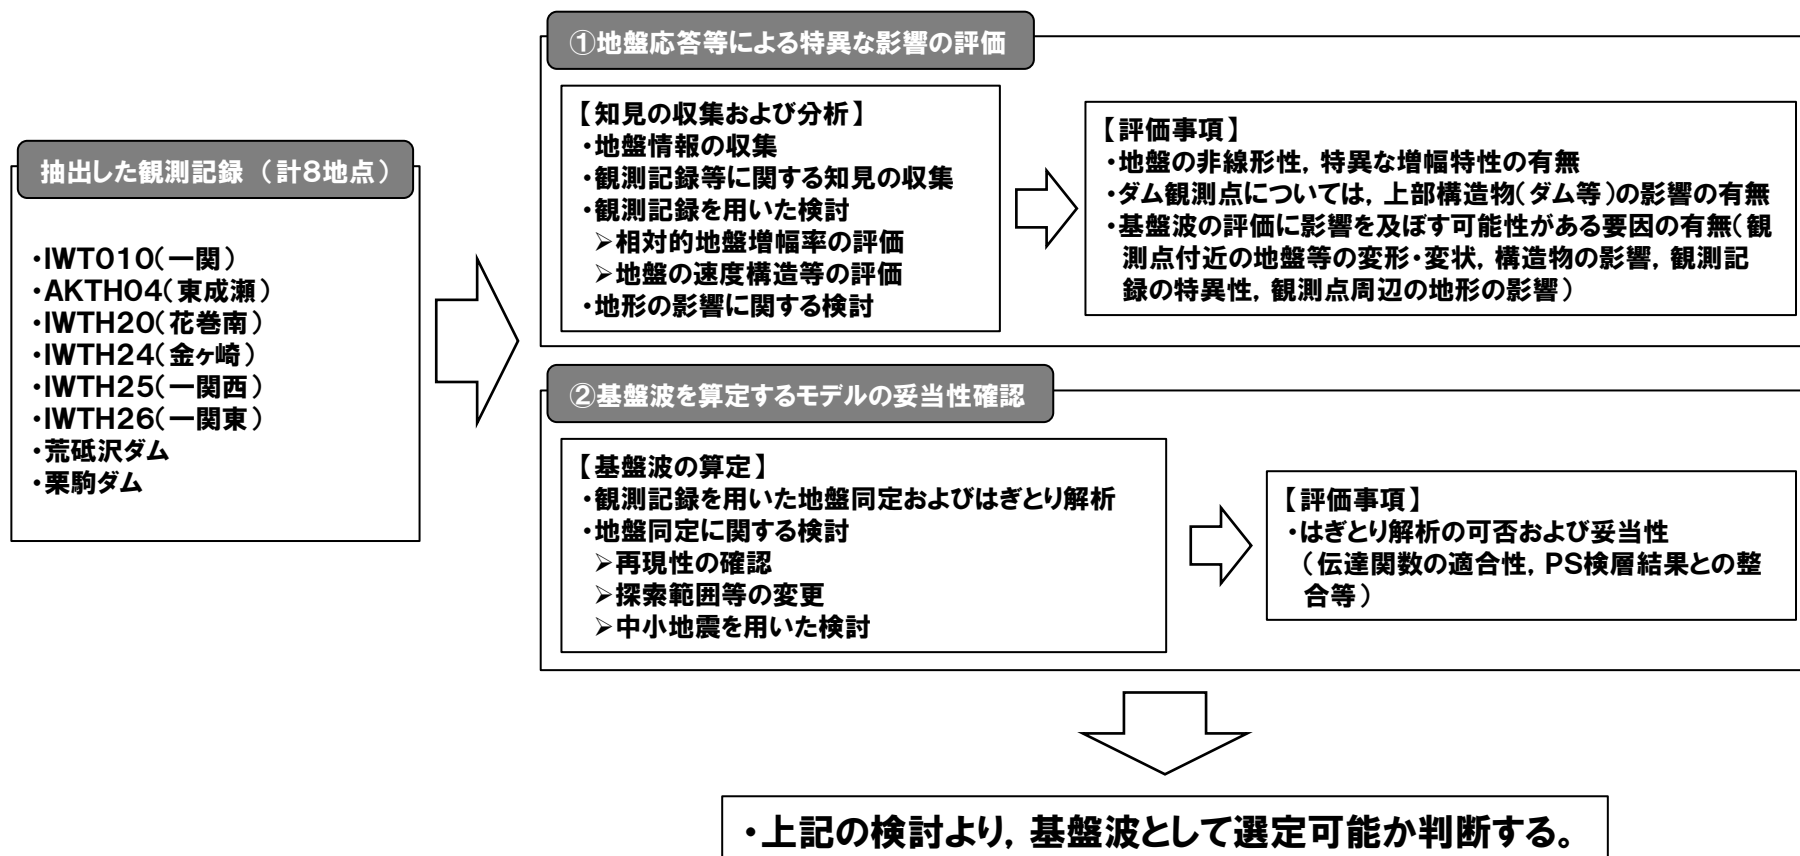 抽出した観測記録（計8地点）
・IWT010（一関）
・AKTH04（東成瀬）
・IWTH20（花巻南）
・IWTH24（金ヶ崎）
・IWTH25（一関西）
・IWTH26（一関東）
・荒砥沢ダム
・栗駒ダム
①地盤応答等による特異な影響の評価
【知見の収集および分析】
・地盤情報の収集
・観測記録等に関する知見の収集
・観測記録を用いた検討
➢相対的地盤増幅率の評価
➢地盤の速度構造等の評価
・地形の影響に関する検討
【評価事項】
・地盤の非線形性，特異な増幅特性の有無
・ダム観測点については，上部構造物（ダム等）の影響の有無
・基盤波の評価に影響を及ぼす可能性がある要因の有無（観
測点付近の地盤等の変形・変状，構造物の影響，観測記
録の特異性，観測点周辺の地形の影響）
②基盤波を算定するモデルの妥当性確認
【基盤波の算定】
・観測記録を用いた地盤同定およびはぎとり解析
・地盤同定に関する検討
➢再現性の確認
➢探索範囲等の変更
➢中小地震を用いた検討
【評価事項】
・はぎとり解析の可否および妥当性
（伝達関数の適合性，PS検層結果との整
合等）
・上記の検討より，基盤波として選定可能か判断する。